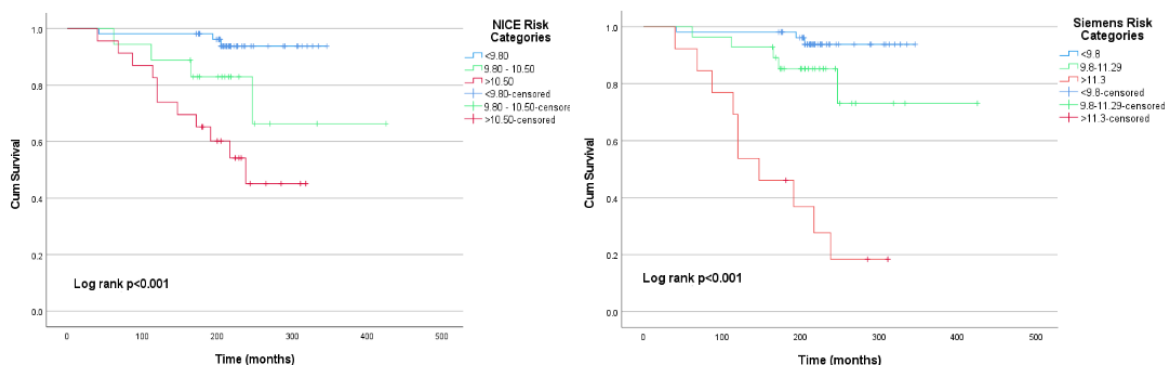 NICE Risk
Categories
<9.80
9.80 - 10.50
>10.50
<9.80-censored
9.80 - 10.50-censored
>10.50-censored
1.0
0.8
0.6
0.4
0.2
0.0
Cum Survival
Log rank p<0.001
0 100 200 300 400 500
Time (months)
Siemens Risk
Categories
<9.8
9.8-11.29
>11.3
<9.8-censored
9.8-11.29-censored
>11.3-censored
1.0
0.8
0.6
0.4
0.2
0.0
Cum Survival
Log rank p<0.001
0 100 200 300 400 500
Time (months)